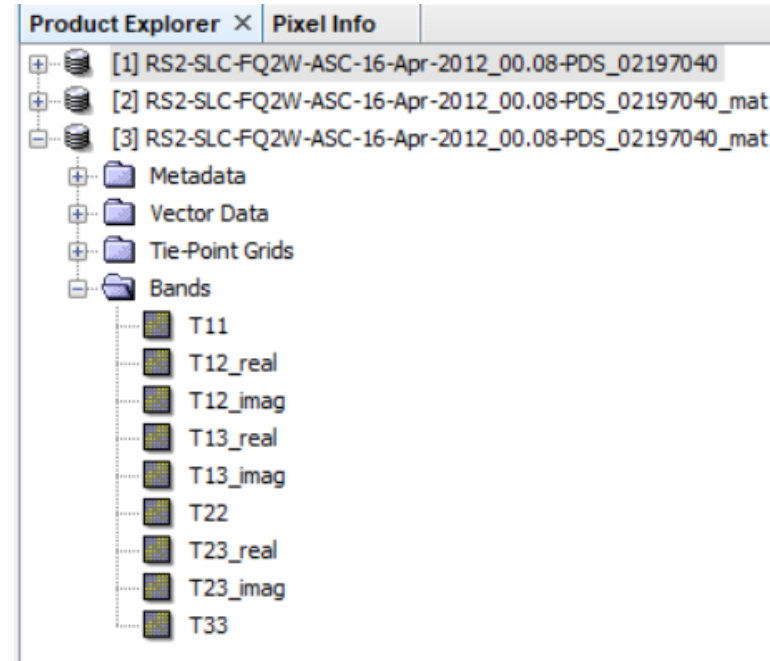 Product Explorer × Pixel Info
[1] RS2-SLC-FQ2W-ASC-16-Apr-2012_00.08-PDS_02197040
[2] RS2-SLC-FQ2W-ASC-16-Apr-2012_00.08-PDS_02197040_mat
[3] RS2-SLC-FQ2W-ASC-16-Apr-2012_00.08-PDS_02197040_mat
Metadata
Vector Data
Tie-Point Grids
Bands
T11
T12_real
T12_imag
T13_real
T13_imag
T22
T23_real
T23_imag
T33